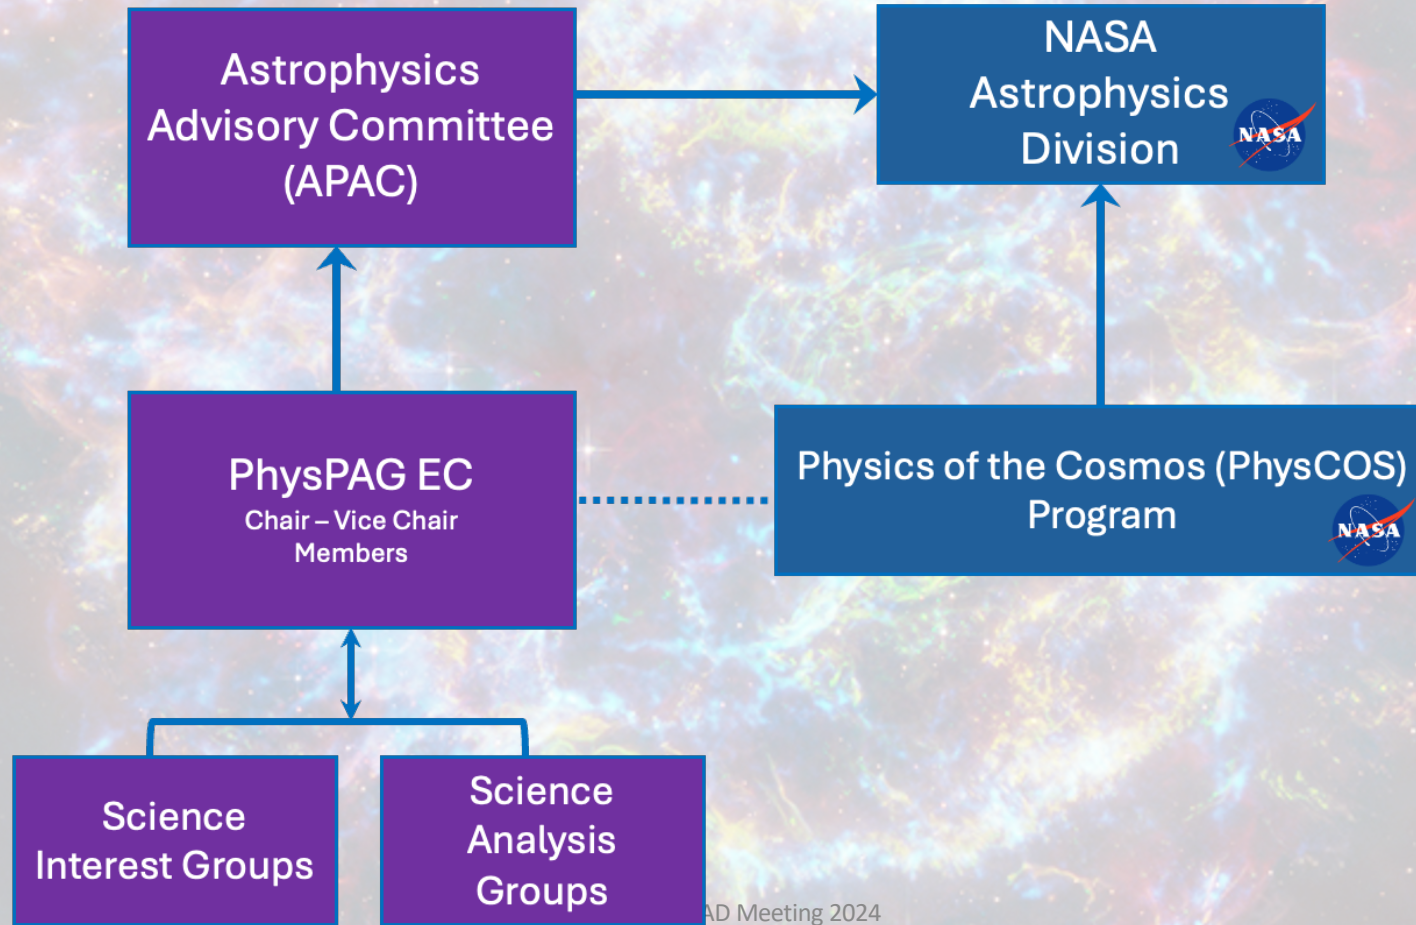 Astrophysics
Advisory Committee
(APAC)
NASA
Astrophysics
Division
NASA
PhysPAG EC
Chair – Vice Chair
Members
Physics of the Cosmos (PhysCOS)
Program
NASA
Science
Interest Groups
Science
Analysis
Groups
AD Meeting 2024